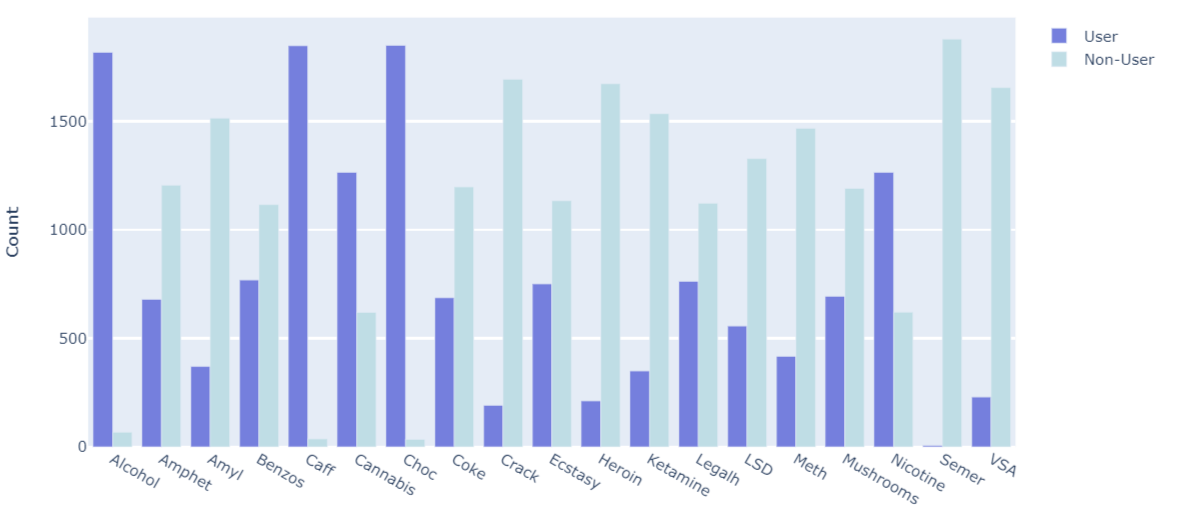 User
Non-User
Count
1500
1000
500
0
Alcohol
Amphet
Amyl
Benzos
Caff
Cannabis
Choc
Coke
Crack
Ecstasy
Heroin
Ketamine
Legalh
LSD
Meth
Mushrooms
Nicotine
Semer
VSA